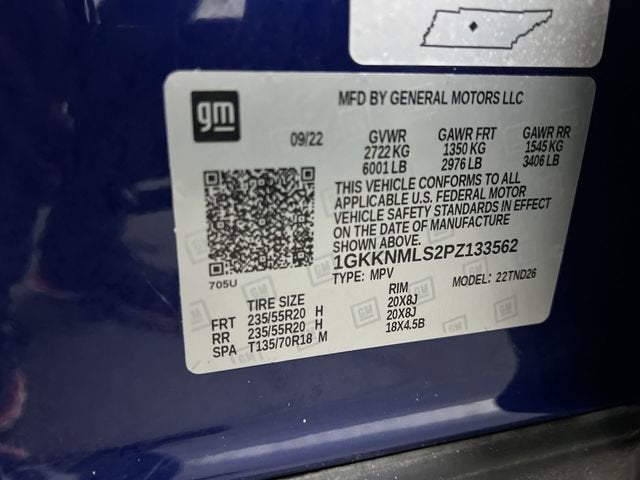 gm
MFD BY GENERAL MOTORS LLC
09/22
GVWR GAWR FRT GAWR RR
2722 KG 1350 KG 1545 KG
6001 LB 2976 LB 3406 LB
THIS VEHICLE CONFORMS TO ALL
APPLICABLE U.S. FEDERAL MOTOR
VEHICLE SAFETY STANDARDS IN EFFECT
ON THE DATE OF MANUFACTURE
SHOWN ABOVE.
1GKKNMLS2PZ133562
705U
TYPE: MPV MODEL: 22TND26
TIRE SIZE RIM
FRT 235/55R20 H 20X8J
RR 235/55R20 H 20X8J
SPA T135/70R18 M 18X4.5B